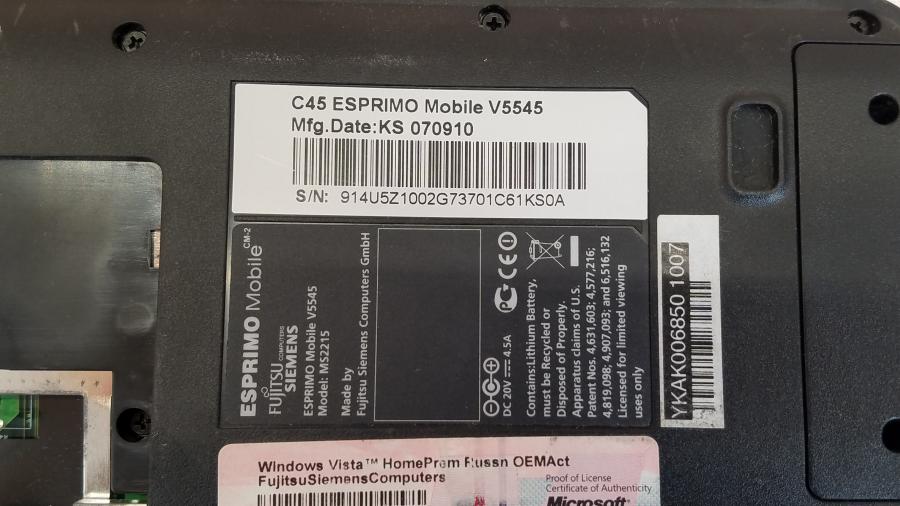 C45 ESPRIMO Mobile V5545
Mfg.Date:KS 070910
S/N: 914U5Z1002G73701C61KS0A
ESPRIMO Mobile CM-2
FUJITSU COMPUTERS
SIEMENS
ESPRIMO Mobile V5545
Model: MS2215
Made by
Fujitsu Siemens Computers GmbH
DC 20V 4.5A
Contains:Lithium Battery,
must be Recycled or
Disposed of Properly.
Apparatus claims of U.S.
Patent Nos. 4,631,603; 4,577,216;
4,819,098; 4,907,093; and 6,516,132
Licensed for limited viewing
uses only
YKAK006850 1007
Windows Vista™ HomePrem Russn OEMAct
FujitsuSiemensComputers
Proof of License
Certificate of Authenticity
Microsoft